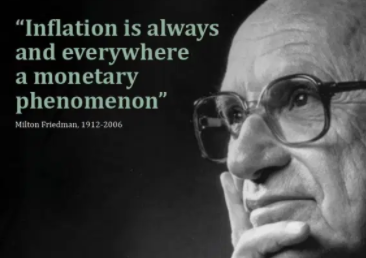 “Inflation is always
and everywhere
a monetary
phenomenon”
Milton Friedman, 1912-2006